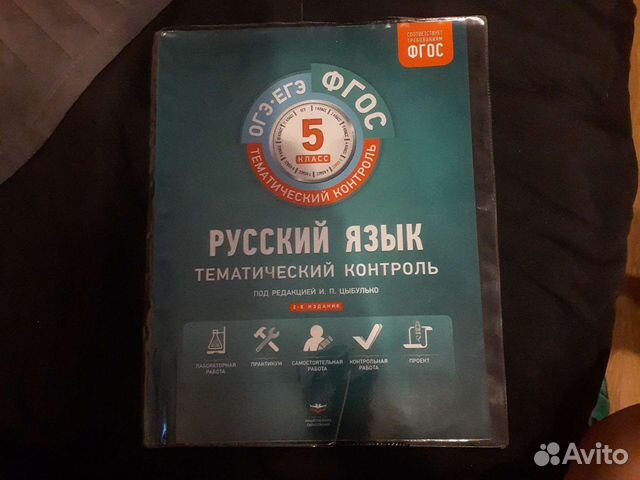 СООТВЕТСТВУЕТ
ТРЕБОВАНИЯМ
ФГОС
ОГЭ-ЕГЭ ФГОС
5
КЛАСС
ТЕМАТИЧЕСКИЙ КОНТРОЛЬ
РУССКИЙ ЯЗЫК
ТЕМАТИЧЕСКИЙ КОНТРОЛЬ
ПОД РЕДАКЦИЕЙ И. П. ЦЫБУЛЬКО
2-Е ИЗДАНИЕ
ЛАБОРАТОРНАЯ РАБОТА
ПРАКТИКУМ
САМОСТОЯТЕЛЬНАЯ РАБОТА
КОНТРОЛЬНАЯ РАБОТА
ПРОЕКТ
Avito